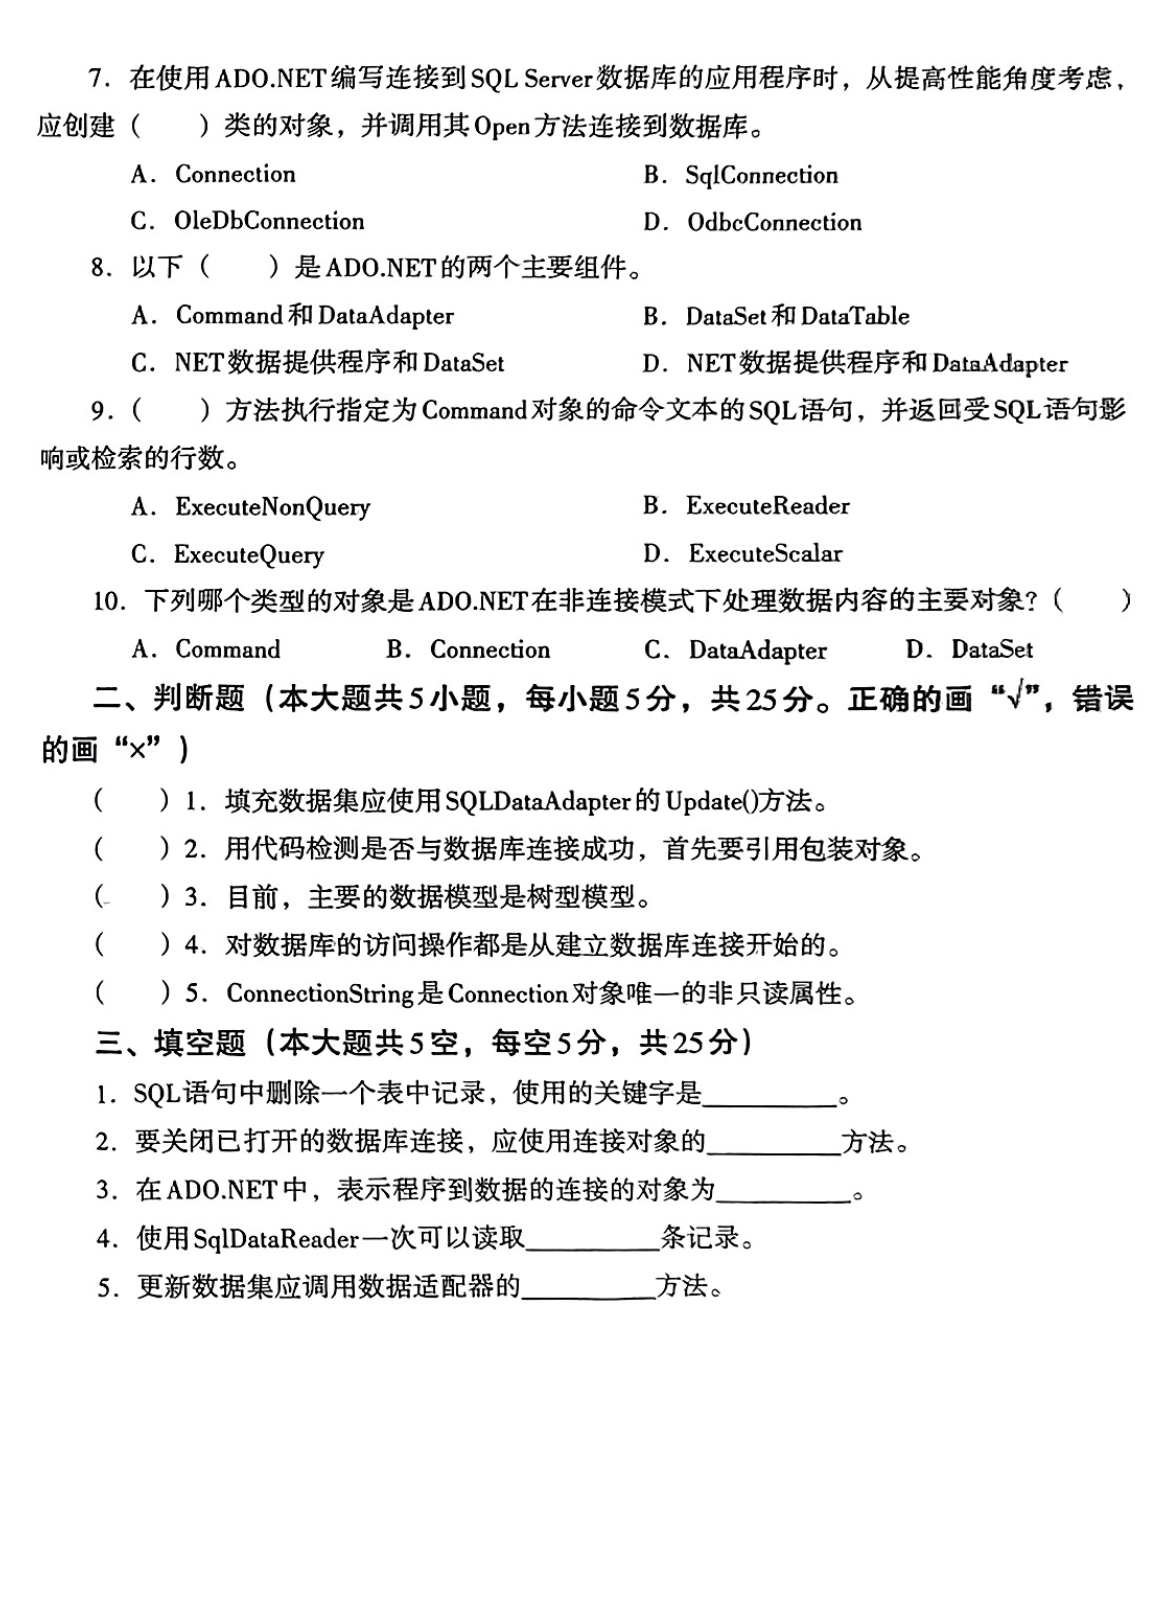 7. 在使用ADO.NET编写连接到SQL Server数据库的应用程序时，从提高性能角度考虑，
应创建（  ）类的对象，并调用其Open方法连接到数据库。
A. Connection B. SqlConnection
C. OleDbConnection D. OdbcConnection
8. 以下（  ）是ADO.NET的两个主要组件。
A. Command和DataAdapter B. DataSet和DataTable
C. NET数据提供程序和DataSet D. NET数据提供程序和DataAdapter
9.（  ）方法执行指定为Command对象的命令文本的SQL语句，并返回受SQL语句影
响或检索的行数。
A. ExecuteNonQuery B. ExecuteReader
C. ExecuteQuery D. ExecuteScalar
10. 下列哪个类型的对象是ADO.NET在非连接模式下处理数据内容的主要对象?（  ）
A. Command B. Connection C. DataAdapter D. DataSet
二、判断题（本大题共5小题，每小题5分，共25分。正确的画“√”，错误
的画“×”）
（  ）1. 填充数据集应使用SQLDataAdapter的Update()方法。
（  ）2. 用代码检测是否与数据库连接成功，首先要引用包装对象。
（  ）3. 目前，主要的数据模型是树型模型。
（  ）4. 对数据库的访问操作都是从建立数据库连接开始的。
（  ）5. ConnectionString是Connection对象唯一的非只读属性。
三、填空题（本大题共5空，每空5分，共25分）
1. SQL语句中删除一个表中记录，使用的关键字是__________。
2. 要关闭已打开的数据库连接，应使用连接对象的__________方法。
3. 在ADO.NET中，表示程序到数据的连接的对象为__________。
4. 使用SqlDataReader一次可以读取__________条记录。
5. 更新数据集应调用数据适配器的__________方法。